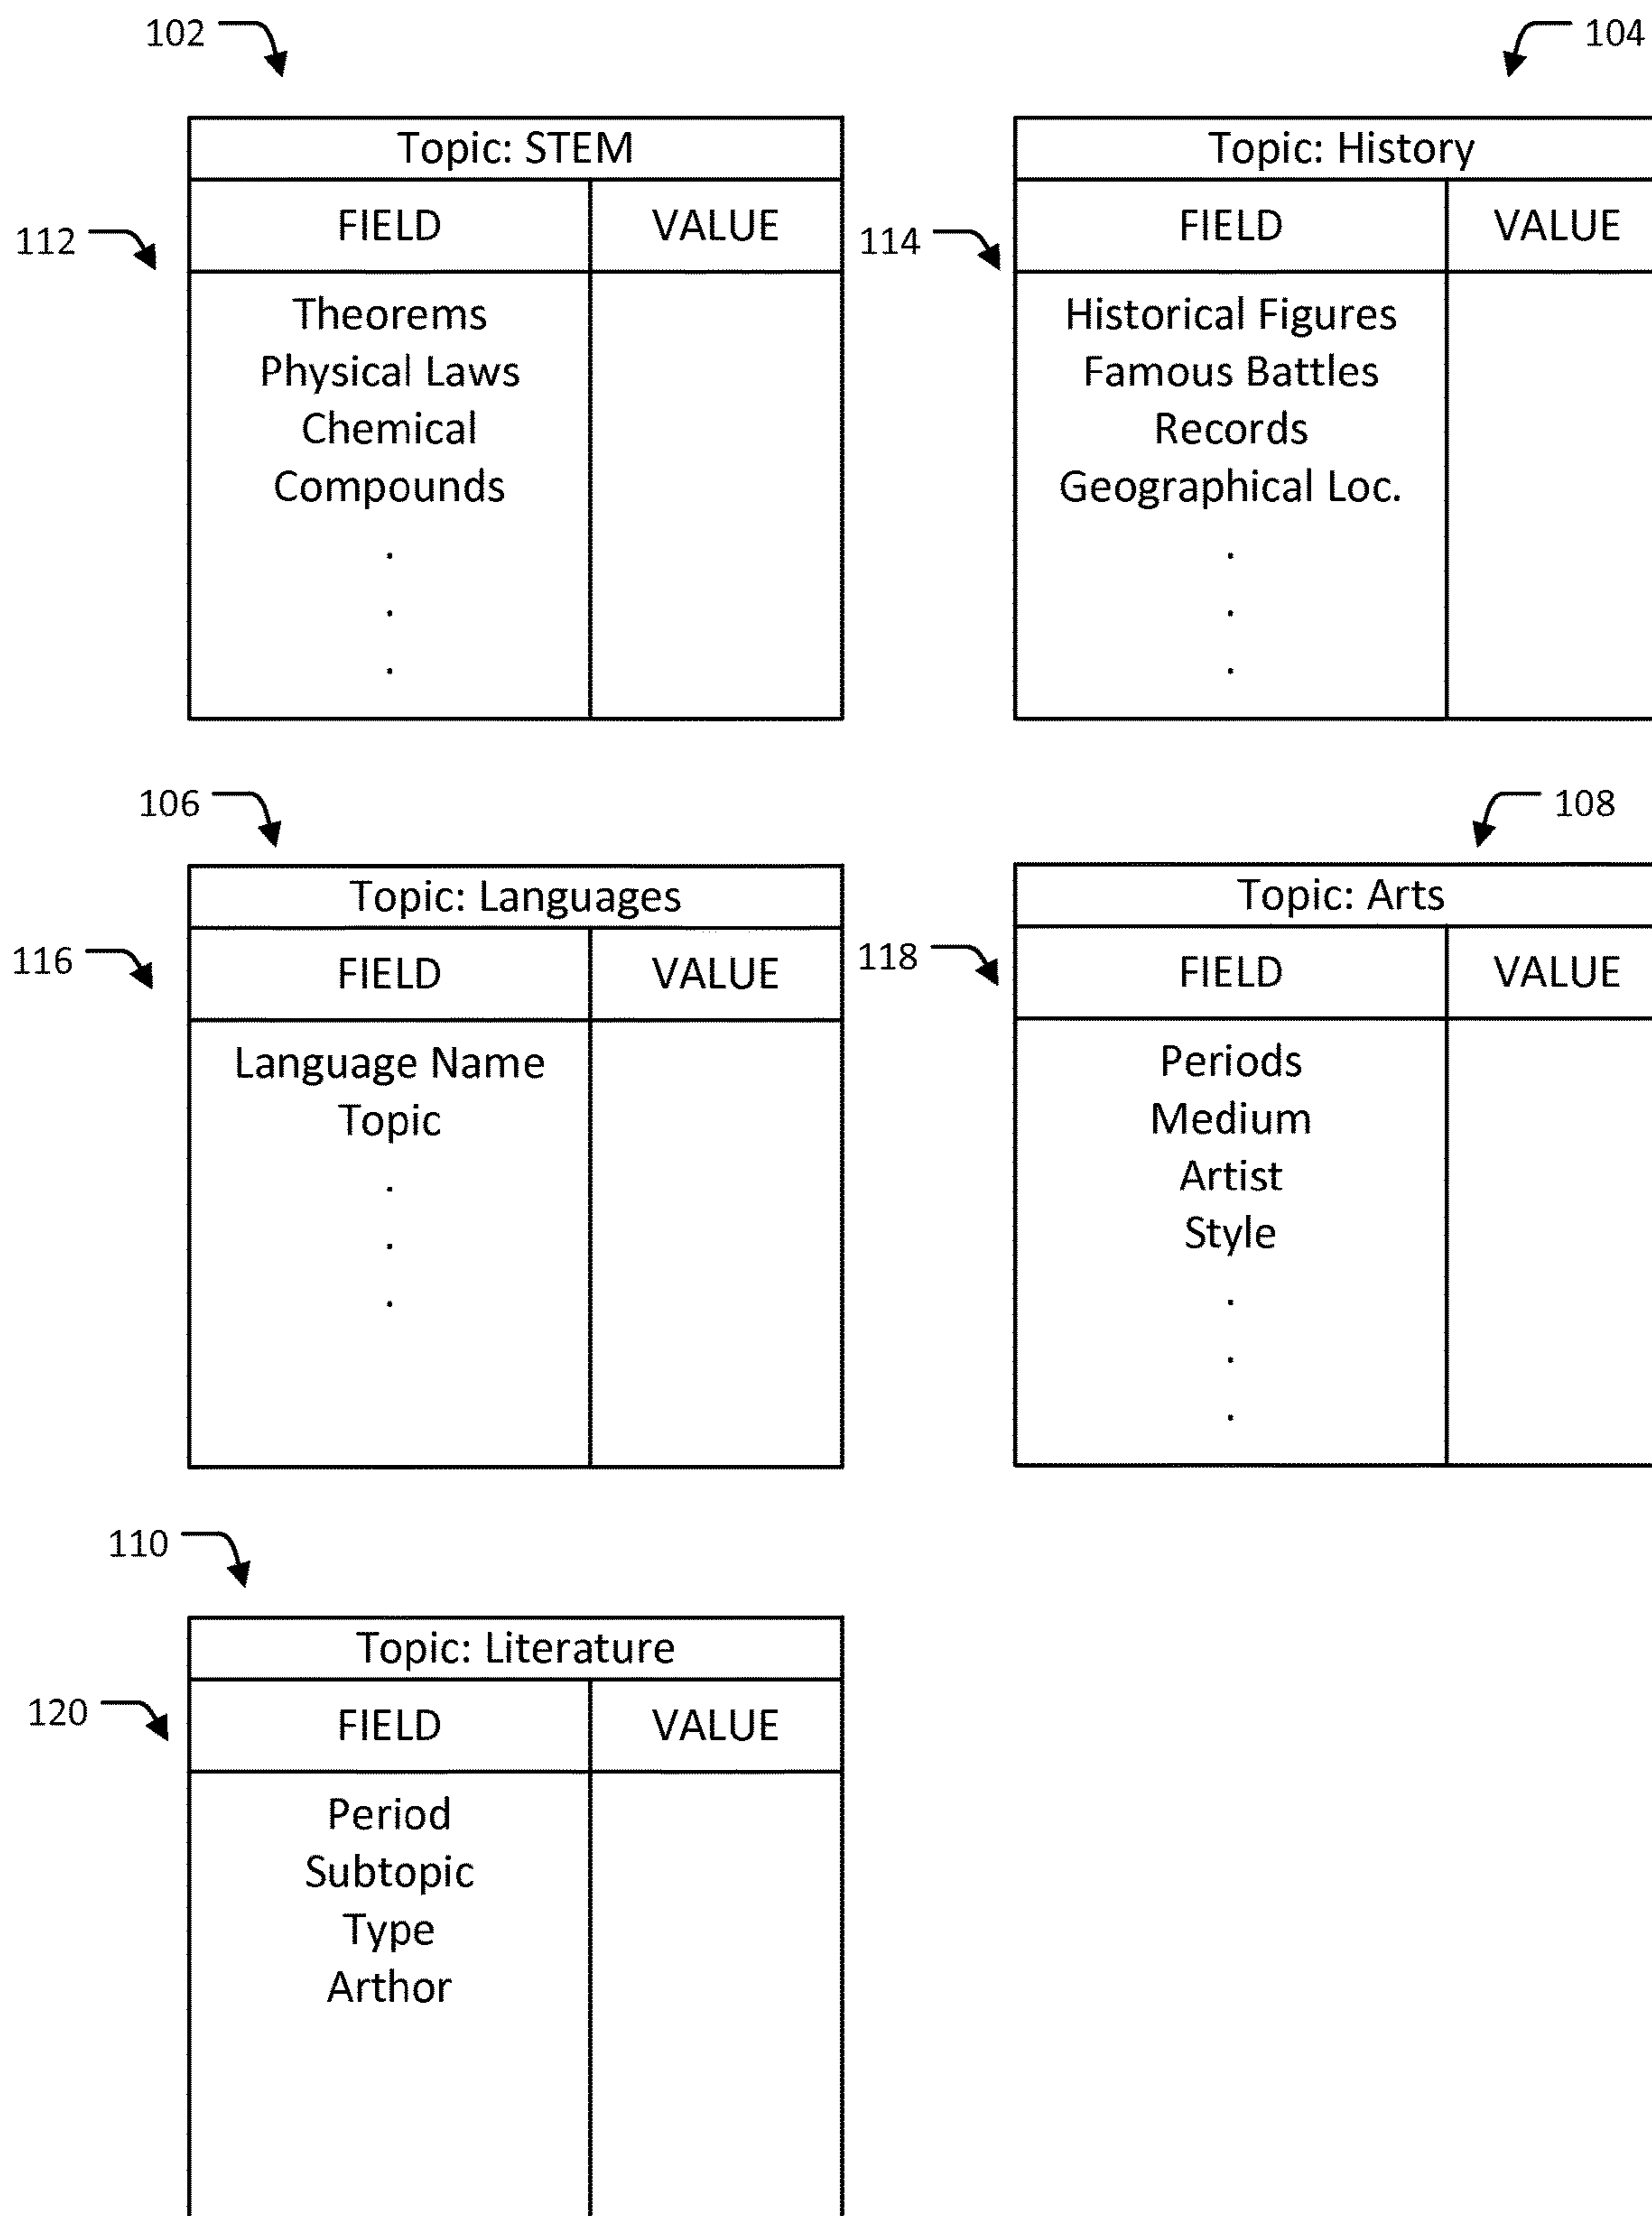 102
104
Topic: STEM
112
FIELD VALUE
Theorems
Physical Laws
Chemical
Compounds
.
.
.
Topic: History
114
FIELD VALUE
Historical Figures
Famous Battles
Records
Geographical Loc.
.
.
.
106
108
Topic: Languages
116
FIELD VALUE
Language Name
Topic
.
.
.
Topic: Arts
118
FIELD VALUE
Periods
Medium
Artist
Style
.
.
.
110
Topic: Literature
120
FIELD VALUE
Period
Subtopic
Type
Arthor